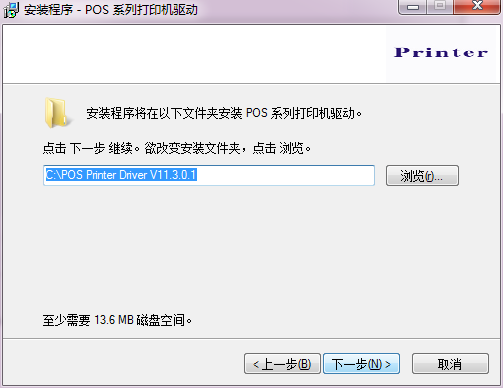 安装程序 - POS 系列打印机驱动
Printer
安装程序将在以下文件夹安装 POS 系列打印机驱动。
点击 下一步 继续。欲改变安装文件夹，点击 浏览。
C:\POS Printer Driver V11.3.0.1
浏览(r)...
至少需要 13.6 MB 磁盘空间。
< 上一步(B)
下一步(N) >
取消